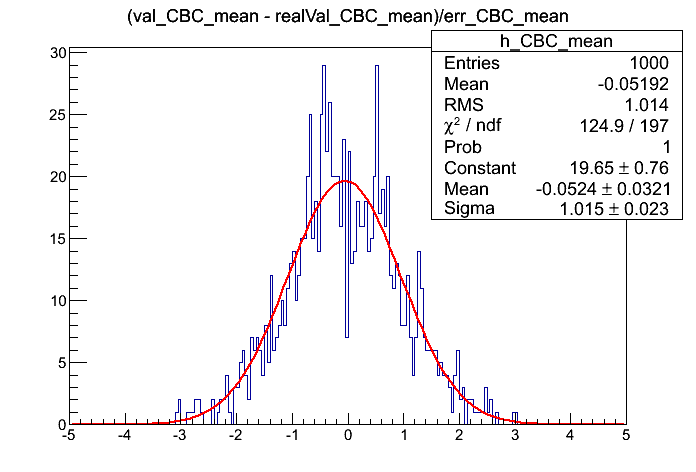 (val_CBC_mean - realVal_CBC_mean)/err_CBC_mean
h_CBC_mean
Entries 1000
Mean -0.05192
RMS 1.014
χ² / ndf 124.9 / 197
Prob 1
Constant 19.65 ± 0.76
Mean -0.0524 ± 0.0321
Sigma 1.015 ± 0.023
30
25
20
15
10
5
0
-5 -4 -3 -2 -1 0 1 2 3 4 5